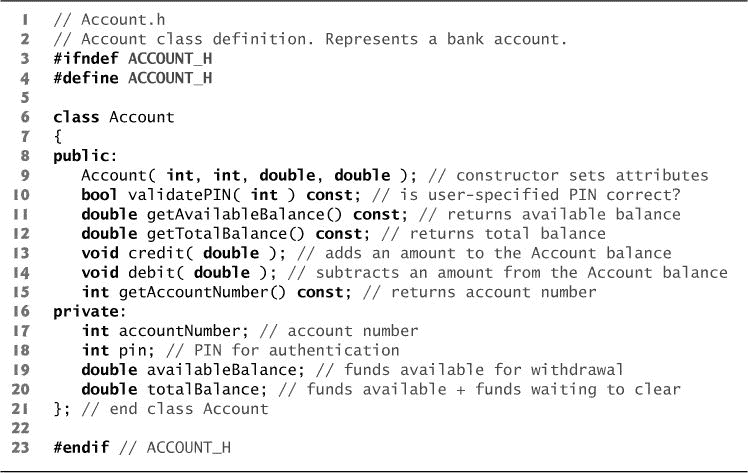 1 // Account.h
2 // Account class definition. Represents a bank account.
3 #ifndef ACCOUNT_H
4 #define ACCOUNT_H
5
6 class Account
7 {
8 public:
9    Account( int, int, double, double ); // constructor sets attributes
10    bool validatePIN( int ) const; // is user-specified PIN correct?
11    double getAvailableBalance() const; // returns available balance
12    double getTotalBalance() const; // returns total balance
13    void credit( double ); // adds an amount to the Account balance
14    void debit( double ); // subtracts an amount from the Account balance
15    int getAccountNumber() const; // returns account number
16 private:
17    int accountNumber; // account number
18    int pin; // PIN for authentication
19    double availableBalance; // funds available for withdrawal
20    double totalBalance; // funds available + funds waiting to clear
21 }; // end class Account
22
23 #endif // ACCOUNT_H